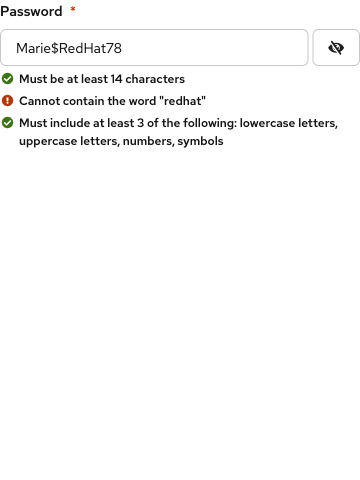 Password *
Marie$RedHat78
Must be at least 14 characters
Cannot contain the word "redhat"
Must include at least 3 of the following: lowercase letters,
uppercase letters, numbers, symbols